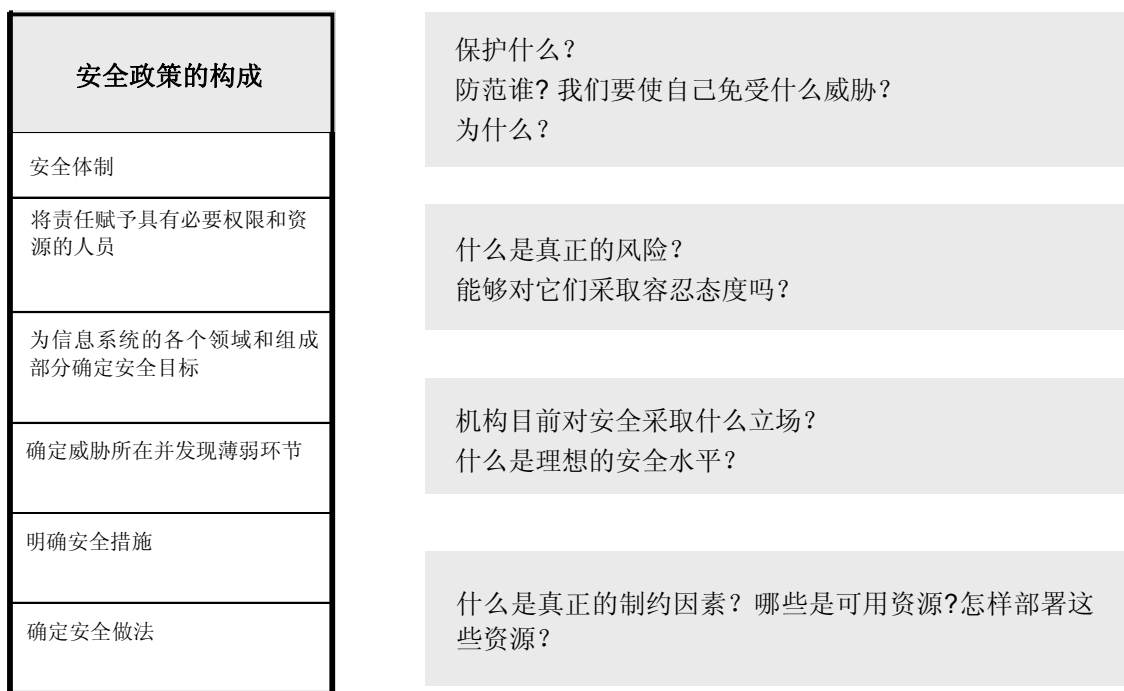 安全政策的构成
安全体制
将责任赋予具有必要权限和资
源的人员
为信息系统的各个领域和组成
部分确定安全目标
确定威胁所在并发现薄弱环节
明确安全措施
确定安全做法
保护什么？
防范谁? 我们要使自己免受什么威胁？
为什么？
什么是真正的风险？
能够对它们采取容忍态度吗？
机构目前对安全采取什么立场？
什么是理想的安全水平？
什么是真正的制约因素？哪些是可用资源?怎样部署这
些资源？